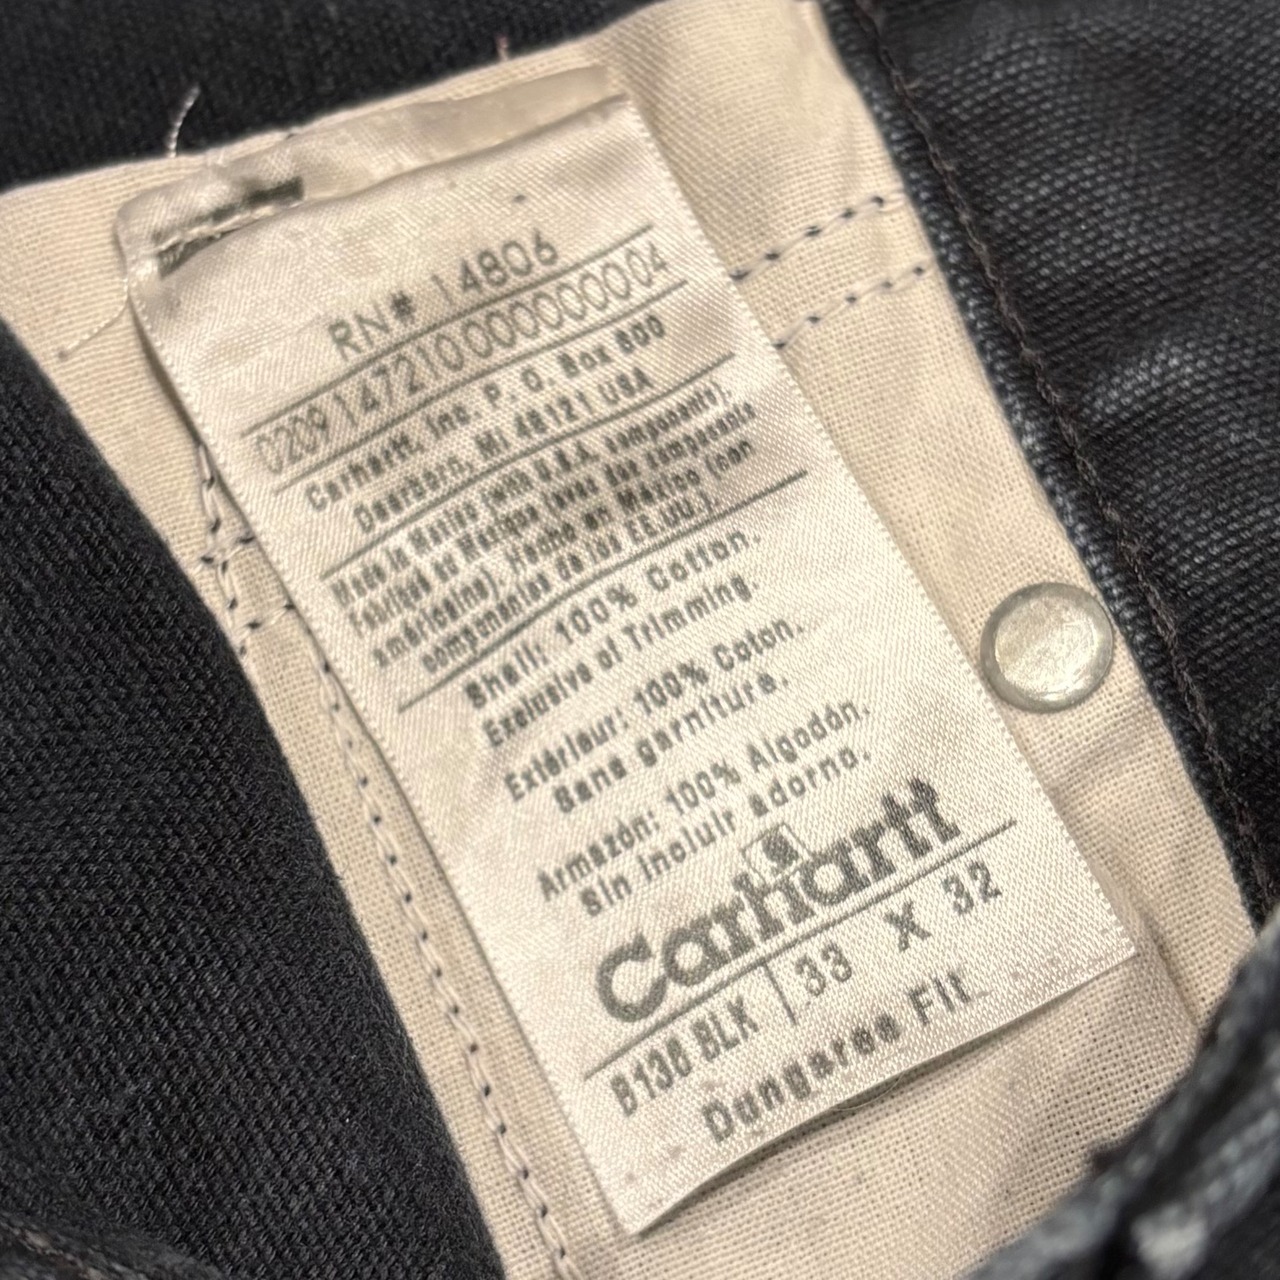 RN# 14806
0209 1472100000000004
Carhartt, Inc. P.O. Box 600
Dearborn, MI 48121 USA
Made in Mexico (with U.S.A. components).
Fabriqué au Mexique (avec des composants
américains). Hecho en México (con
componentes de los EE.UU.).
Shell: 100% Cotton.
Exclusive of Trimming.
Extérieur: 100% Coton.
Sans garniture.
Armazón: 100% Algodón.
Sin incluir adorno.
Carhartt
B136 BLK 33 X 32
Dungaree Fit